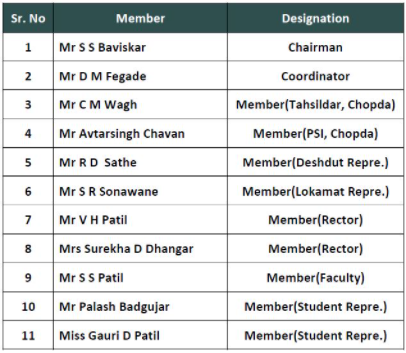 Sr. No Member Designation
1 Mr S S Baviskar Chairman
2 Mr D M Fegade Coordinator
3 Mr C M Wagh Member(Tahsildar, Chopda)
4 Mr Avtarsingh Chavan Member(PSI, Chopda)
5 Mr R D Sathe Member(Deshdut Repre.)
6 Mr S R Sonawane Member(Lokamat Repre.)
7 Mr V H Patil Member(Rector)
8 Mrs Surekha D Dhangar Member(Rector)
9 Mr S S Patil Member(Faculty)
10 Mr Palash Badgujar Member(Student Repre.)
11 Miss Gauri D Patil Member(Student Repre.)